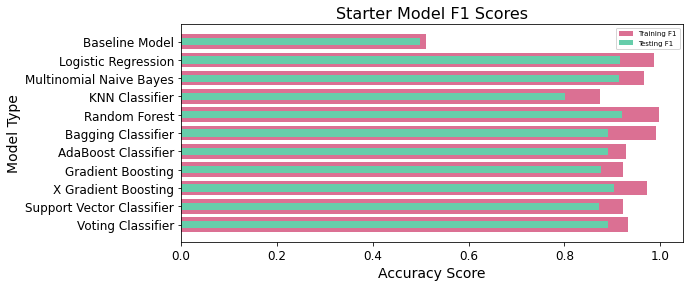 Starter Model F1 Scores
Training F1
Testing F1
Model Type
Baseline Model
Logistic Regression
Multinomial Naive Bayes
KNN Classifier
Random Forest
Bagging Classifier
AdaBoost Classifier
Gradient Boosting
X Gradient Boosting
Support Vector Classifier
Voting Classifier
0.0 0.2 0.4 0.6 0.8 1.0
Accuracy Score